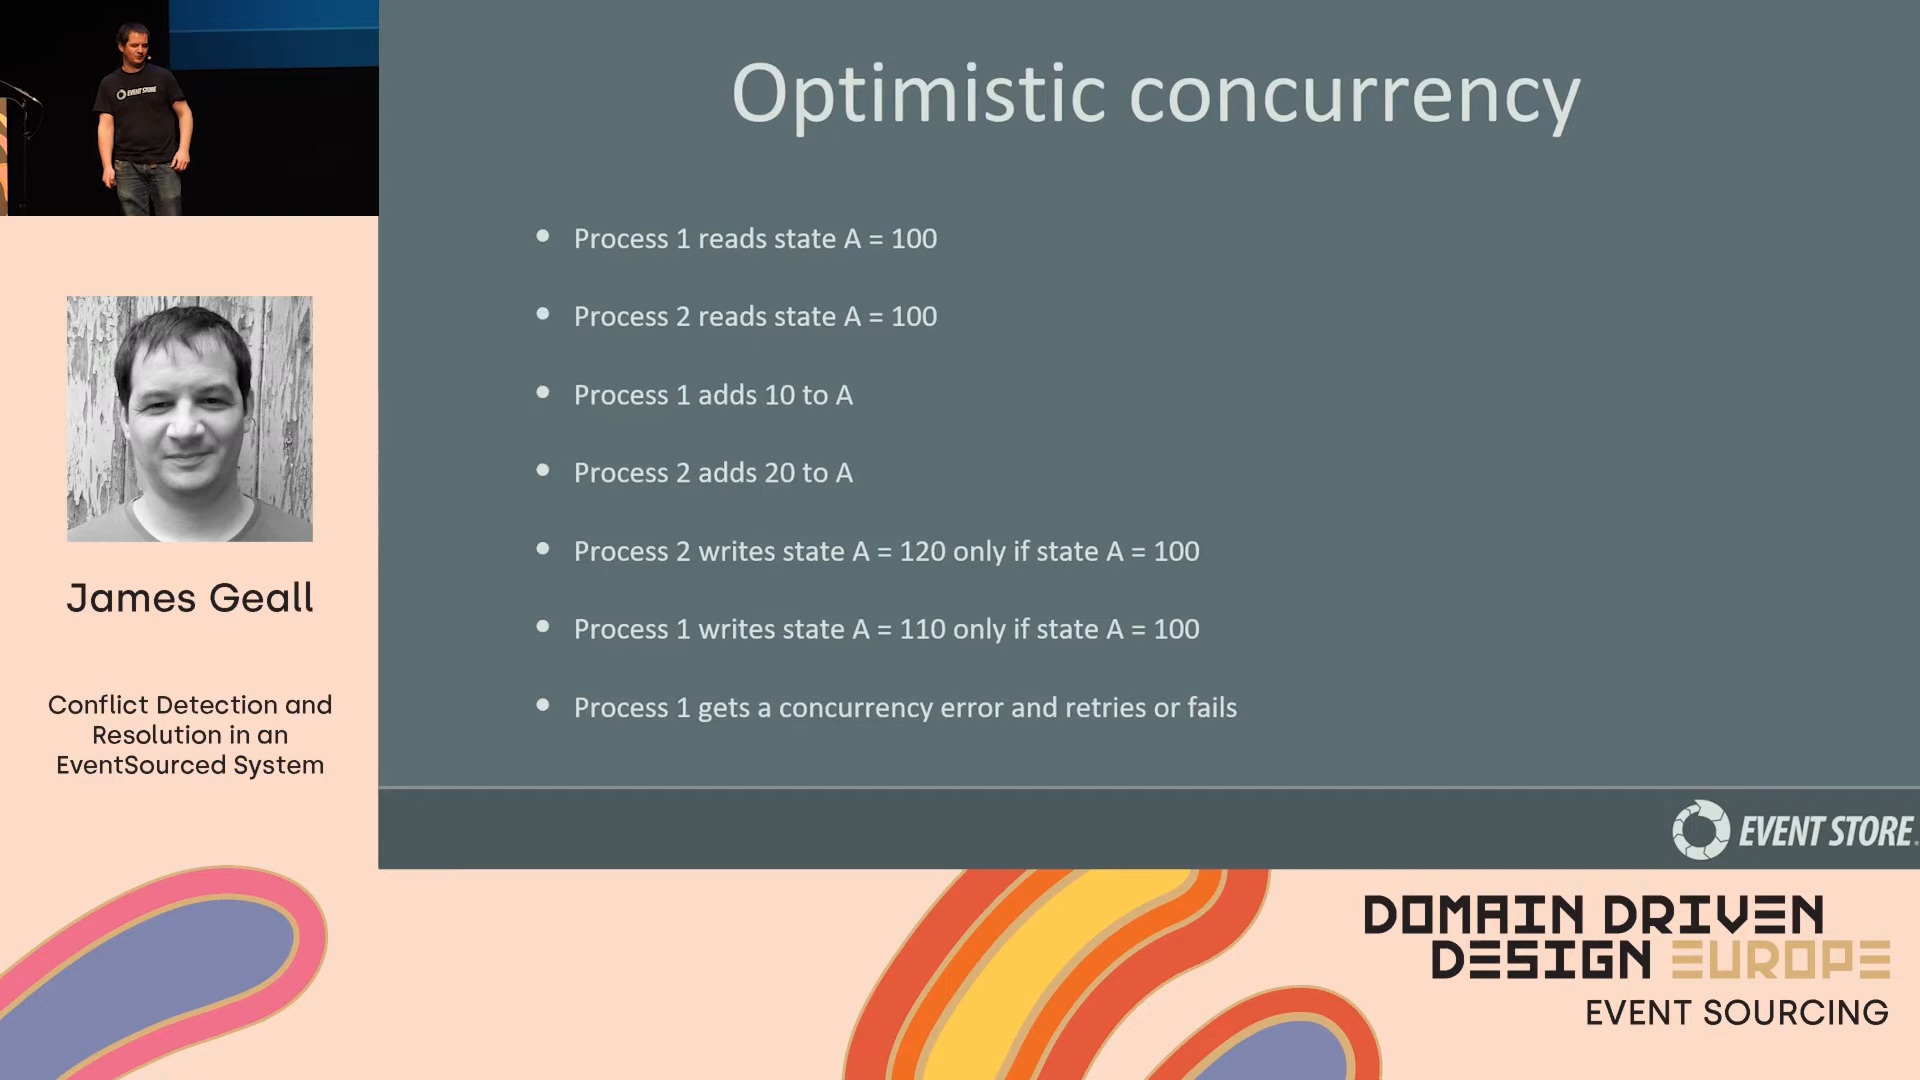 EVENT STORE
Optimistic concurrency
• Process 1 reads state A = 100
• Process 2 reads state A = 100
• Process 1 adds 10 to A
• Process 2 adds 20 to A
• Process 2 writes state A = 120 only if state A = 100
• Process 1 writes state A = 110 only if state A = 100
• Process 1 gets a concurrency error and retries or fails
EVENT STORE
James Geall
Conflict Detection and
Resolution in an
EventSourced System
DOMAIN DRIVEN
DESIGN EUROPE
EVENT SOURCING